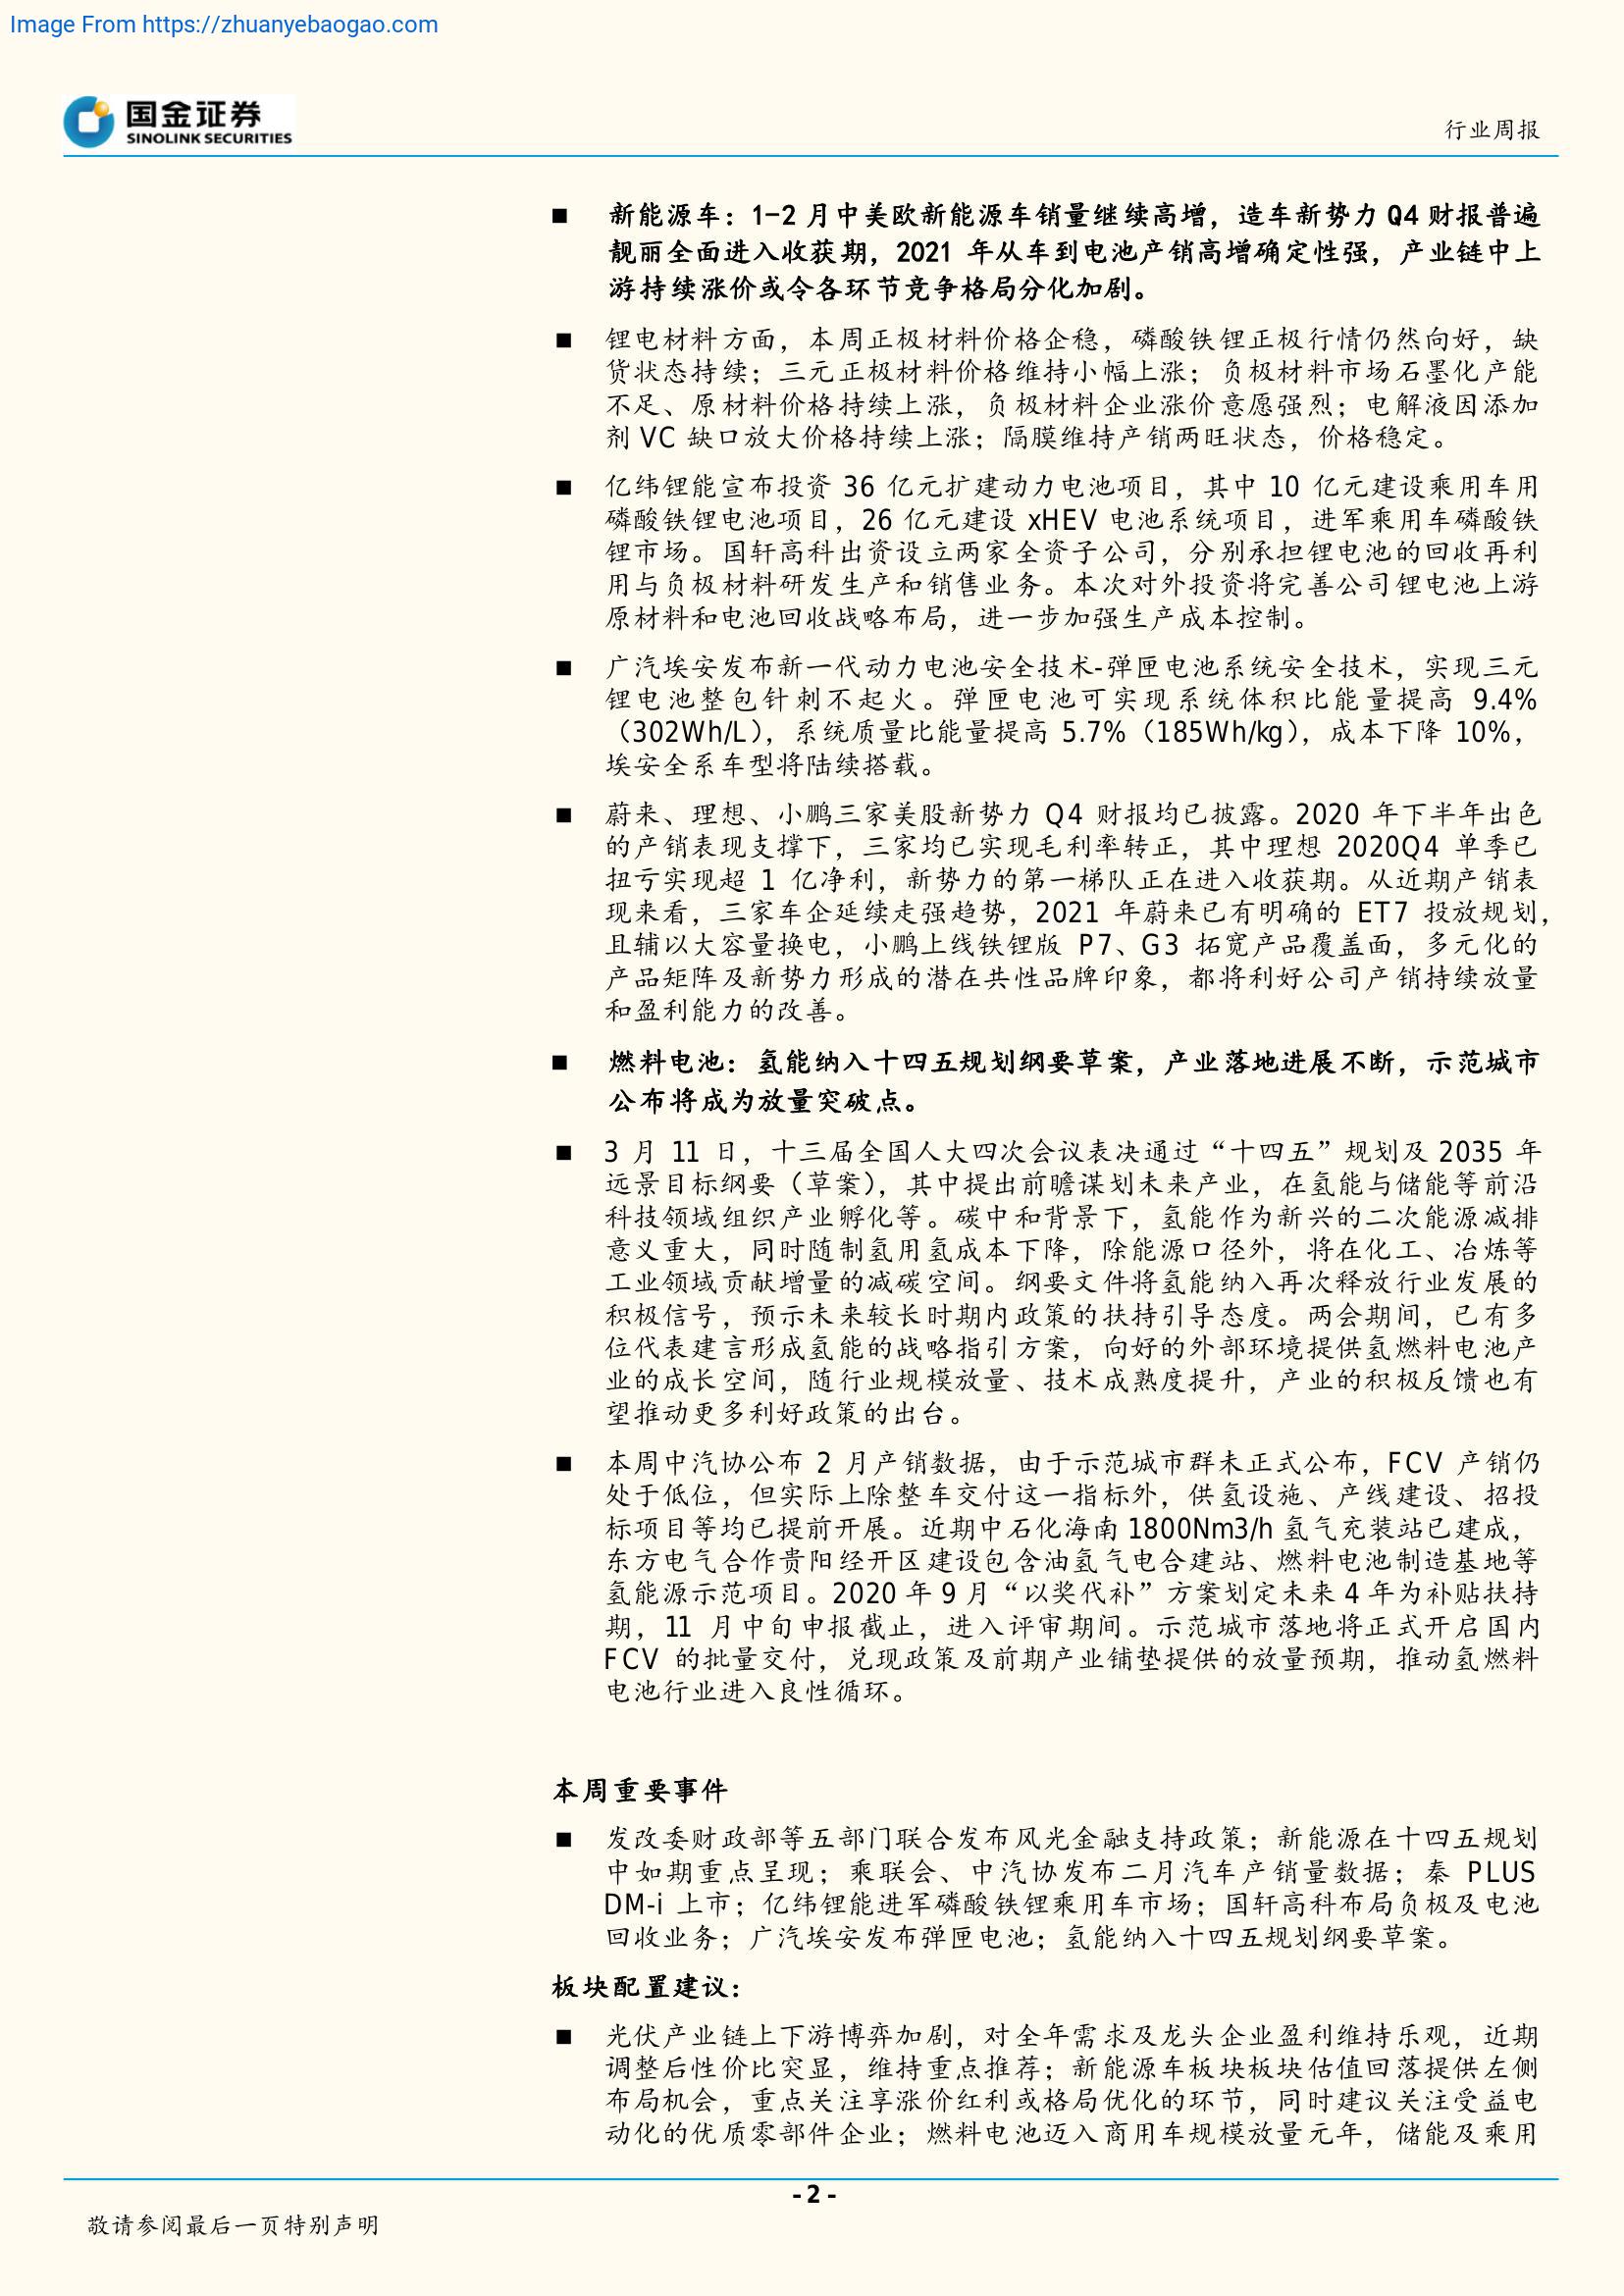 Image From https://zhuanyebaogao.com
国金证券
SINOLINK SECURITIES
行业周报
■ 新能源车：1-2 月中美欧新能源车销量继续高增，造车新势力 Q4 财报普遍
靓丽全面进入收获期，2021 年从车到电池产销高增确定性强，产业链中上
游持续涨价或令各环节竞争格局分化加剧。
■ 锂电材料方面，本周正极材料价格企稳，磷酸铁锂正极行情仍然向好，缺
货状态持续；三元正极材料价格维持小幅上涨；负极材料市场石墨化产能
不足、原材料价格持续上涨，负极材料企业涨价意愿强烈；电解液因添加
剂 VC 缺口放大价格持续上涨；隔膜维持产销两旺状态，价格稳定。
■ 亿纬锂能宣布投资 36 亿元扩建动力电池项目，其中 10 亿元建设乘用车用
磷酸铁锂电池项目，26 亿元建设 xHEV 电池系统项目，进军乘用车磷酸铁
锂市场。国轩高科出资设立两家全资子公司，分别承担锂电池的回收再利
用与负极材料研发生产和销售业务。本次对外投资将完善公司锂电池上游
原材料和电池回收战略布局，进一步加强生产成本控制。
■ 广汽埃安发布新一代动力电池安全技术-弹匣电池系统安全技术，实现三元
锂电池整包针刺不起火。弹匣电池可实现系统体积比能量提高 9.4%
（302Wh/L），系统质量比能量提高 5.7%（185Wh/kg），成本下降 10%，
埃安全系车型将陆续搭载。
■ 蔚来、理想、小鹏三家美股新势力 Q4 财报均已披露。2020 年下半年出色
的产销表现支撑下，三家均已实现毛利率转正，其中理想 2020Q4 单季已
扭亏实现超 1 亿净利，新势力的第一梯队正在进入收获期。从近期产销表
现来看，三家车企延续走强趋势，2021 年蔚来已有明确的 ET7 投放规划，
且辅以大容量换电，小鹏上线铁锂版 P7、G3 拓宽产品覆盖面，多元化的
产品矩阵及新势力形成的潜在共性品牌印象，都将利好公司产销持续放量
和盈利能力的改善。
■ 燃料电池：氢能纳入十四五规划纲要草案，产业落地进展不断，示范城市
公布将成为放量突破点。
■ 3 月 11 日，十三届全国人大四次会议表决通过“十四五”规划及 2035 年
远景目标纲要（草案），其中提出前瞻谋划未来产业，在氢能与储能等前沿
科技领域组织产业孵化等。碳中和背景下，氢能作为新兴的二次能源减排
意义重大，同时随制氢用氢成本下降，除能源口径外，将在化工、冶炼等
工业领域贡献增量的减碳空间。纲要文件将氢能纳入再次释放行业发展的
积极信号，预示未来较长时期内政策的扶持引导态度。两会期间，已有多
位代表建言形成氢能的战略指引方案，向好的外部环境提供氢燃料电池产
业的成长空间，随行业规模放量、技术成熟度提升，产业的积极反馈也有
望推动更多利好政策的出台。
■ 本周中汽协公布 2 月产销数据，由于示范城市群未正式公布，FCV 产销仍
处于低位，但实际上除整车交付这一指标外，供氢设施、产线建设、招投
标项目等均已提前开展。近期中石化海南 1800Nm3/h 氢气充装站已建成，
东方电气合作贵阳经开区建设包含油氢气电合建站、燃料电池制造基地等
氢能源示范项目。2020 年 9 月“以奖代补”方案划定未来 4 年为补贴扶持
期，11 月中旬申报截止，进入评审期间。示范城市落地将正式开启国内
FCV 的批量交付，兑现政策及前期产业铺垫提供的放量预期，推动氢燃料
电池行业进入良性循环。
本周重要事件
■ 发改委财政部等五部门联合发布风光金融支持政策；新能源在十四五规划
中如期重点呈现；乘联会、中汽协发布二月汽车产销量数据；秦 PLUS
DM-i 上市；亿纬锂能进军磷酸铁锂乘用车市场；国轩高科布局负极及电池
回收业务；广汽埃安发布弹匣电池；氢能纳入十四五规划纲要草案。
板块配置建议：
■ 光伏产业链上下游博弈加剧，对全年需求及龙头企业盈利维持乐观，近期
调整后性价比突显，维持重点推荐；新能源车板块板块估值回落提供左侧
布局机会，重点关注享涨价红利或格局优化的环节，同时建议关注受益电
动化的优质零部件企业；燃料电池迈入商用车规模放量元年，储能及乘用
- 2 -
敬请参阅最后一页特别声明